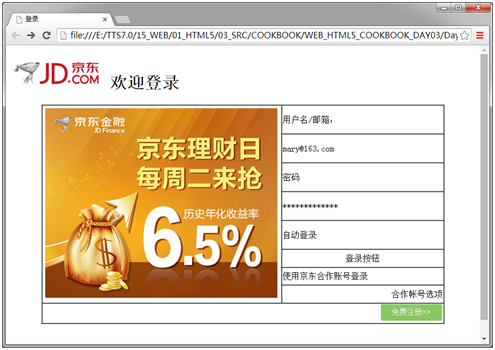 登录
file:///E:/TTS7.0/15_WEB/01_HTML5/03_SRC/COOKBOOK/WEB_HTML5_COOKBOOK_DAY03/Day
JD 京东 .COM 欢迎登录
京东金融
JD Finance
京东理财日
每周二来抢
历史年化收益率
6.5%
$
用户名/邮箱:
mary@163.com
密码
*************
自动登录
登录按钮
使用京东合作账号登录
合作帐号选项
免费注册>>